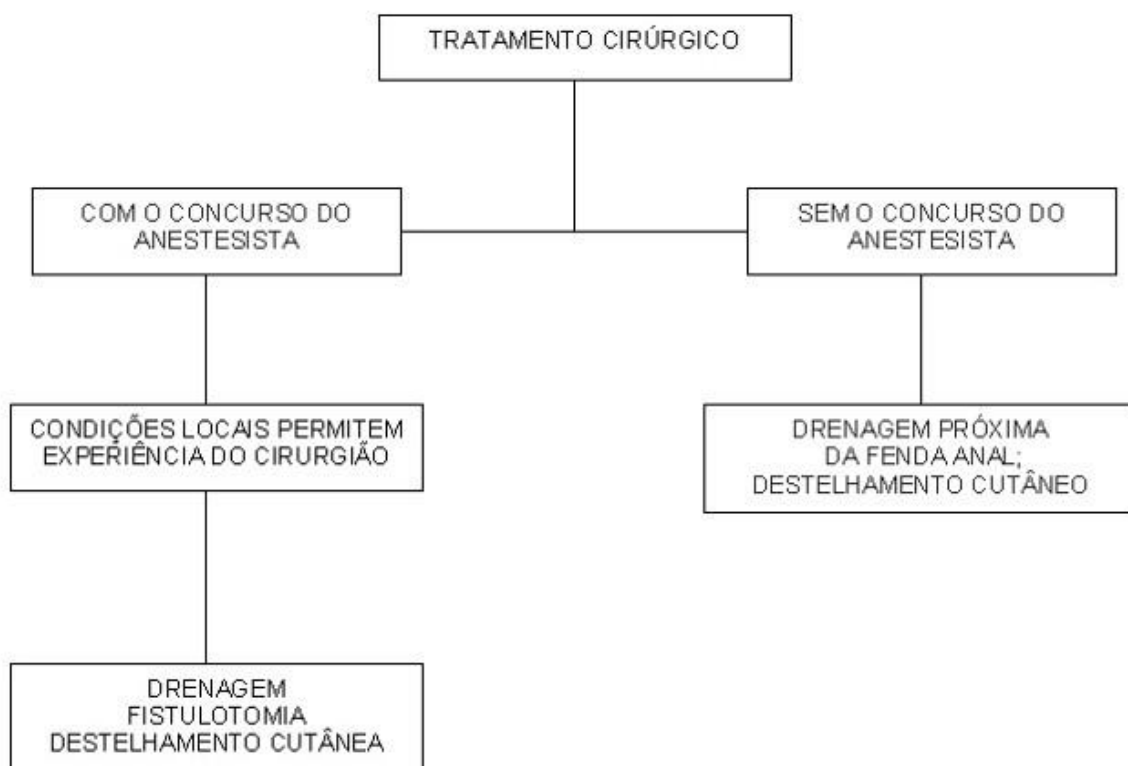 TRATAMENTO CIRÚRGICO
COM O CONCURSO DO
ANESTESISTA
SEM O CONCURSO DO
ANESTESISTA
CONDIÇÕES LOCAIS PERMITEM
EXPERIÊNCIA DO CIRURGIÃO
DRENAGEM PRÓXIMA
DA FENDA ANAL;
DESTELHAMENTO CUTÂNEO
DRENAGEM
FISTULOTOMIA
DESTELHAMENTO CUTÂNEA